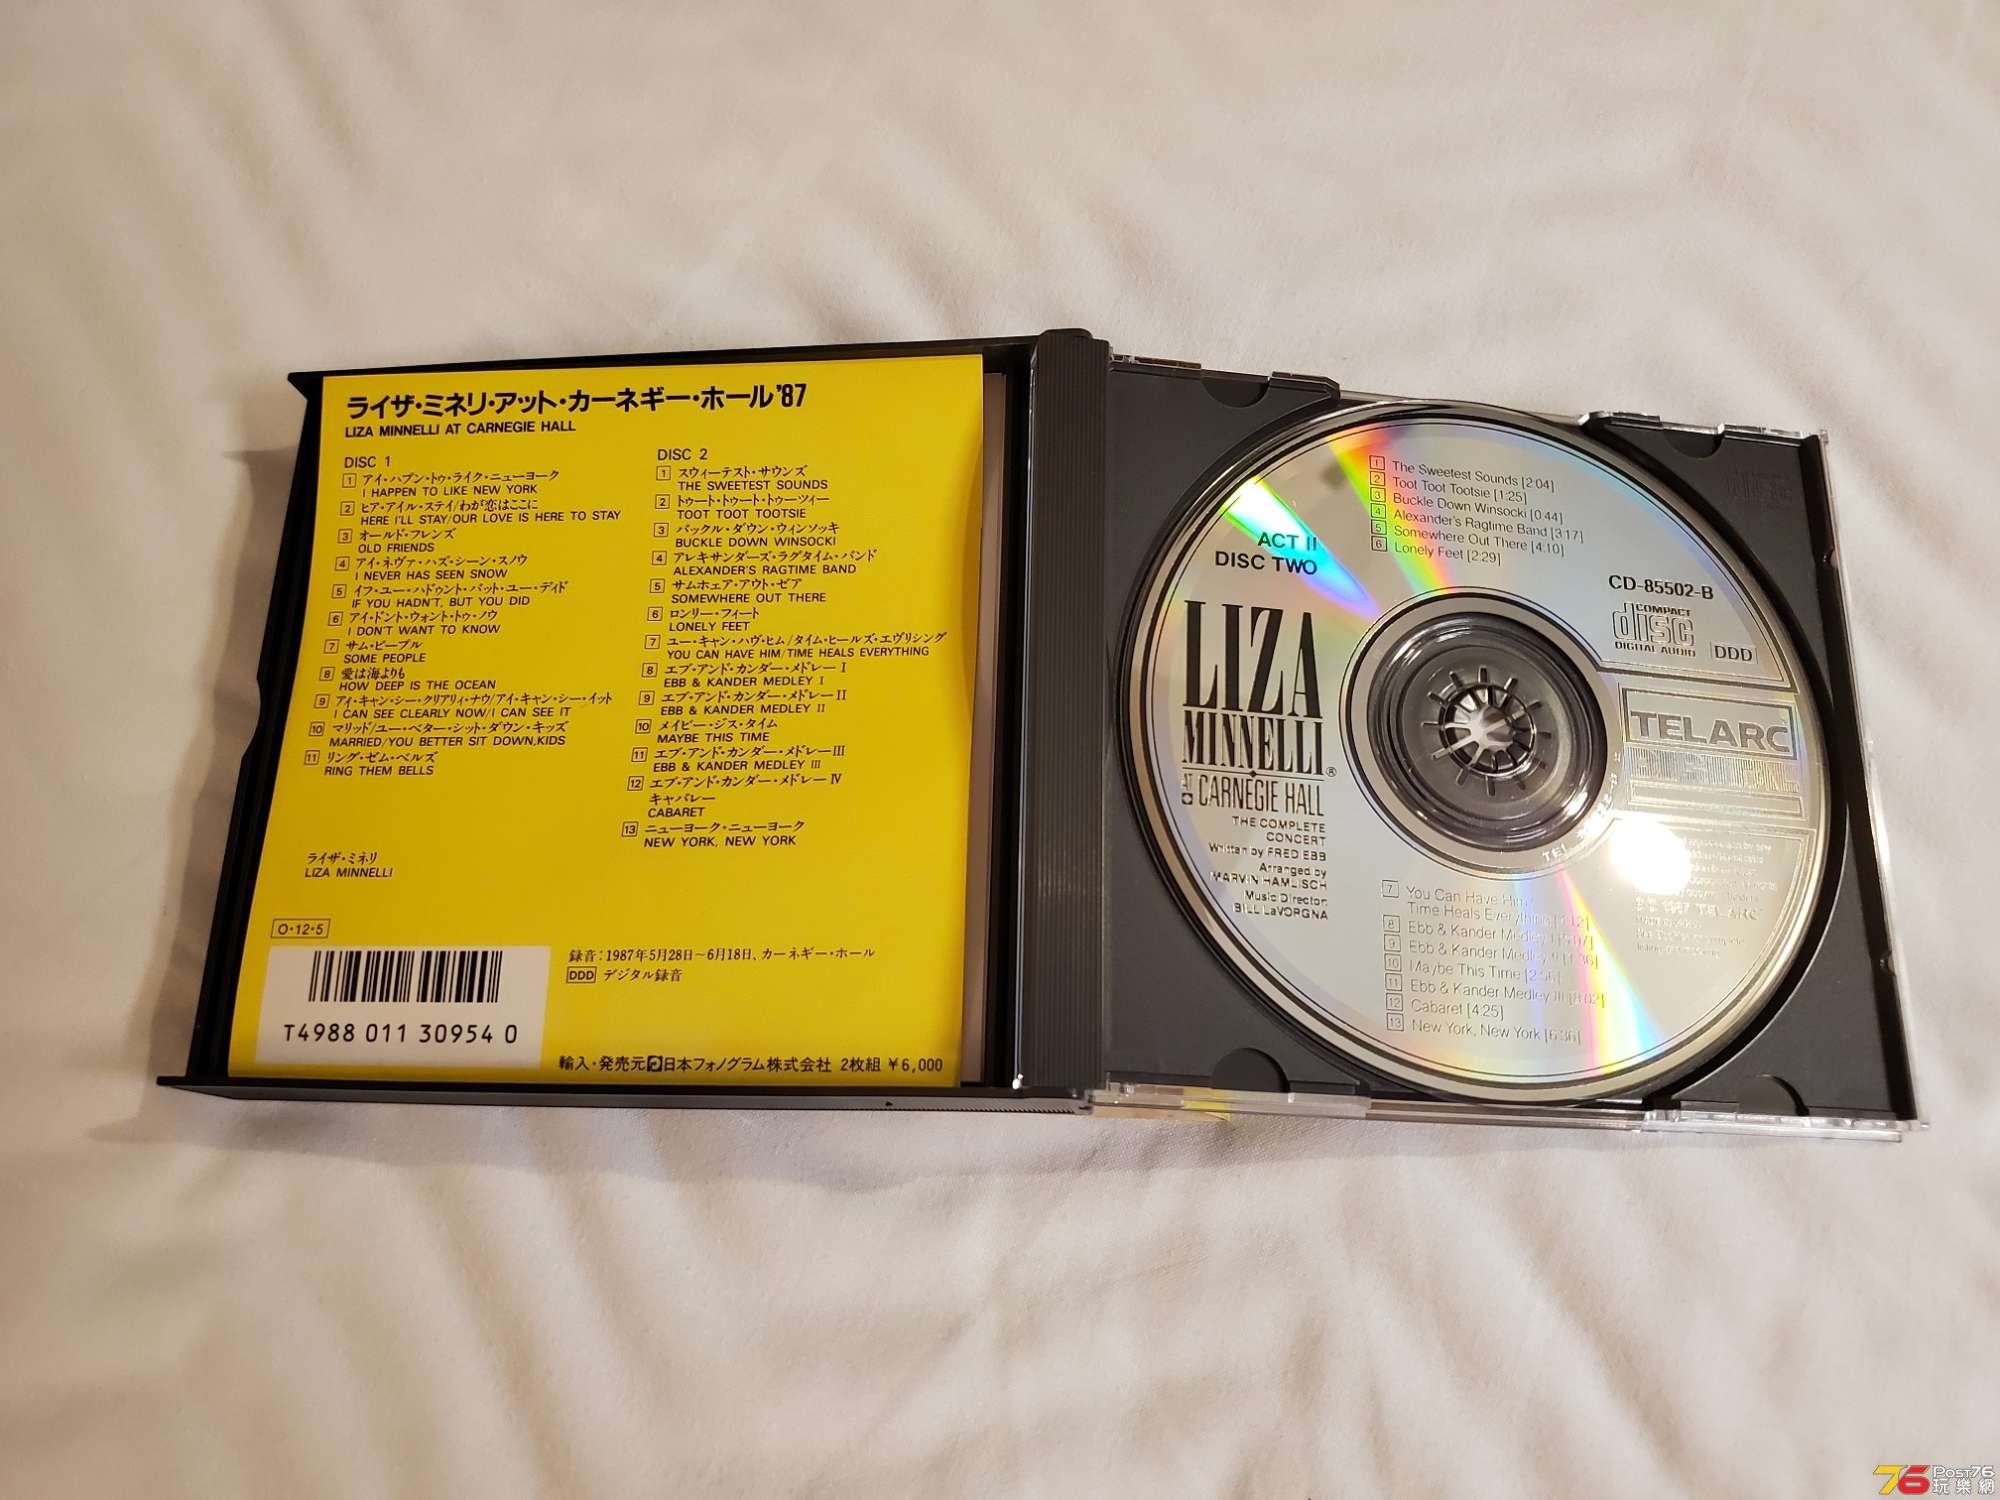 ライザ・ミネリ・アット・カーネギー・ホール'87
LIZA MINNELLI AT CARNEGIE HALL
DISC 1
1 アイ・ハプン・トゥ・ライク・ニューヨーク
I HAPPEN TO LIKE NEW YORK
2 ヒア・アイル・ステイ/わが恋はここに
HERE I'LL STAY/OUR LOVE IS HERE TO STAY
3 オールド・フレンズ
OLD FRIENDS
4 アイ・ネヴァ・ハズ・シーン・スノウ
I NEVER HAS SEEN SNOW
5 イフ・ユー・ハドゥント・バット・ユー・ディド
IF YOU HADN'T, BUT YOU DID
6 アイ・ドント・ウォント・トゥ・ノウ
I DON'T WANT TO KNOW
7 サム・ピープル
SOME PEOPLE
8 愛は海よりも
HOW DEEP IS THE OCEAN
9 アイ・キャン・シー・クリアリィ・ナウ/アイ・キャン・シー・イット
I CAN SEE CLEARLY NOW/I CAN SEE IT
10 マリッド/ユー・ベター・シット・ダウン・キッズ
MARRIED/YOU BETTER SIT DOWN,KIDS
11 リング・ゼム・ベルズ
RING THEM BELLS
ライザ・ミネリ
LIZA MINNELLI
DISC 2
1 スウィーテスト・サウンズ
THE SWEETEST SOUNDS
2 トゥート・トゥート・トゥーツィー
TOOT TOOT TOOTSIE
3 バックル・ダウン・ウィンソッキ
BUCKLE DOWN WINSOCKI
4 アレキサンダーズ・ラグタイム・バンド
ALEXANDER'S RAGTIME BAND
5 サムホェア・アウト・ゼア
SOMEWHERE OUT THERE
6 ロンリー・フィート
LONELY FEET
7 ユー・キャン・ハヴ・ヒム/タイム・ヒールズ・エヴリシング
YOU CAN HAVE HIM/TIME HEALS EVERYTHING
8 エブ・アンド・カンダー・メドレー I
EBB & KANDER MEDLEY I
9 エブ・アンド・カンダー・メドレー II
EBB & KANDER MEDLEY II
10 メイビー・ジス・タイム
MAYBE THIS TIME
11 エブ・アンド・カンダー・メドレー III
EBB & KANDER MEDLEY III
12 エブ・アンド・カンダー・メドレー IV
キャバレー
CABARET
13 ニューヨーク・ニューヨーク
NEW YORK, NEW YORK
O・12・5
T4988 011 30954 0
録音：1987年5月28日〜6月18日、カーネギー・ホール
DDD デジタル録音
輸入・発売元 日本フォノグラム株式会社 2枚組 ¥6,000
1 The Sweetest Sounds [2:04]
2 Toot Toot Tootsie [1:25]
3 Buckle Down Winsocki [0:44]
4 Alexander's Ragtime Band [3:17]
5 Somewhere Out There [4:10]
6 Lonely Feet [2:29]
ACT II
DISC TWO
CD-85502-B
COMPACT
disc
DIGITAL AUDIO
DDD
LIZA
MINNELLI®
AT CARNEGIE HALL
THE COMPLETE
CONCERT
Written by FRED EBB
Arranged by
MARVIN HAMLISCH
Music Director:
BILL LaVORGNA
TELARC
1987 TELARC
7 You Can Have Him/
Time Heals Everything
8 Ebb & Kander Medley I
9 Ebb & Kander Medley II
10 Maybe This Time
11 Ebb & Kander Medley III [8:02]
12 Cabaret [4:25]
13 New York, New York [6:36]
76 Post76
玩樂網